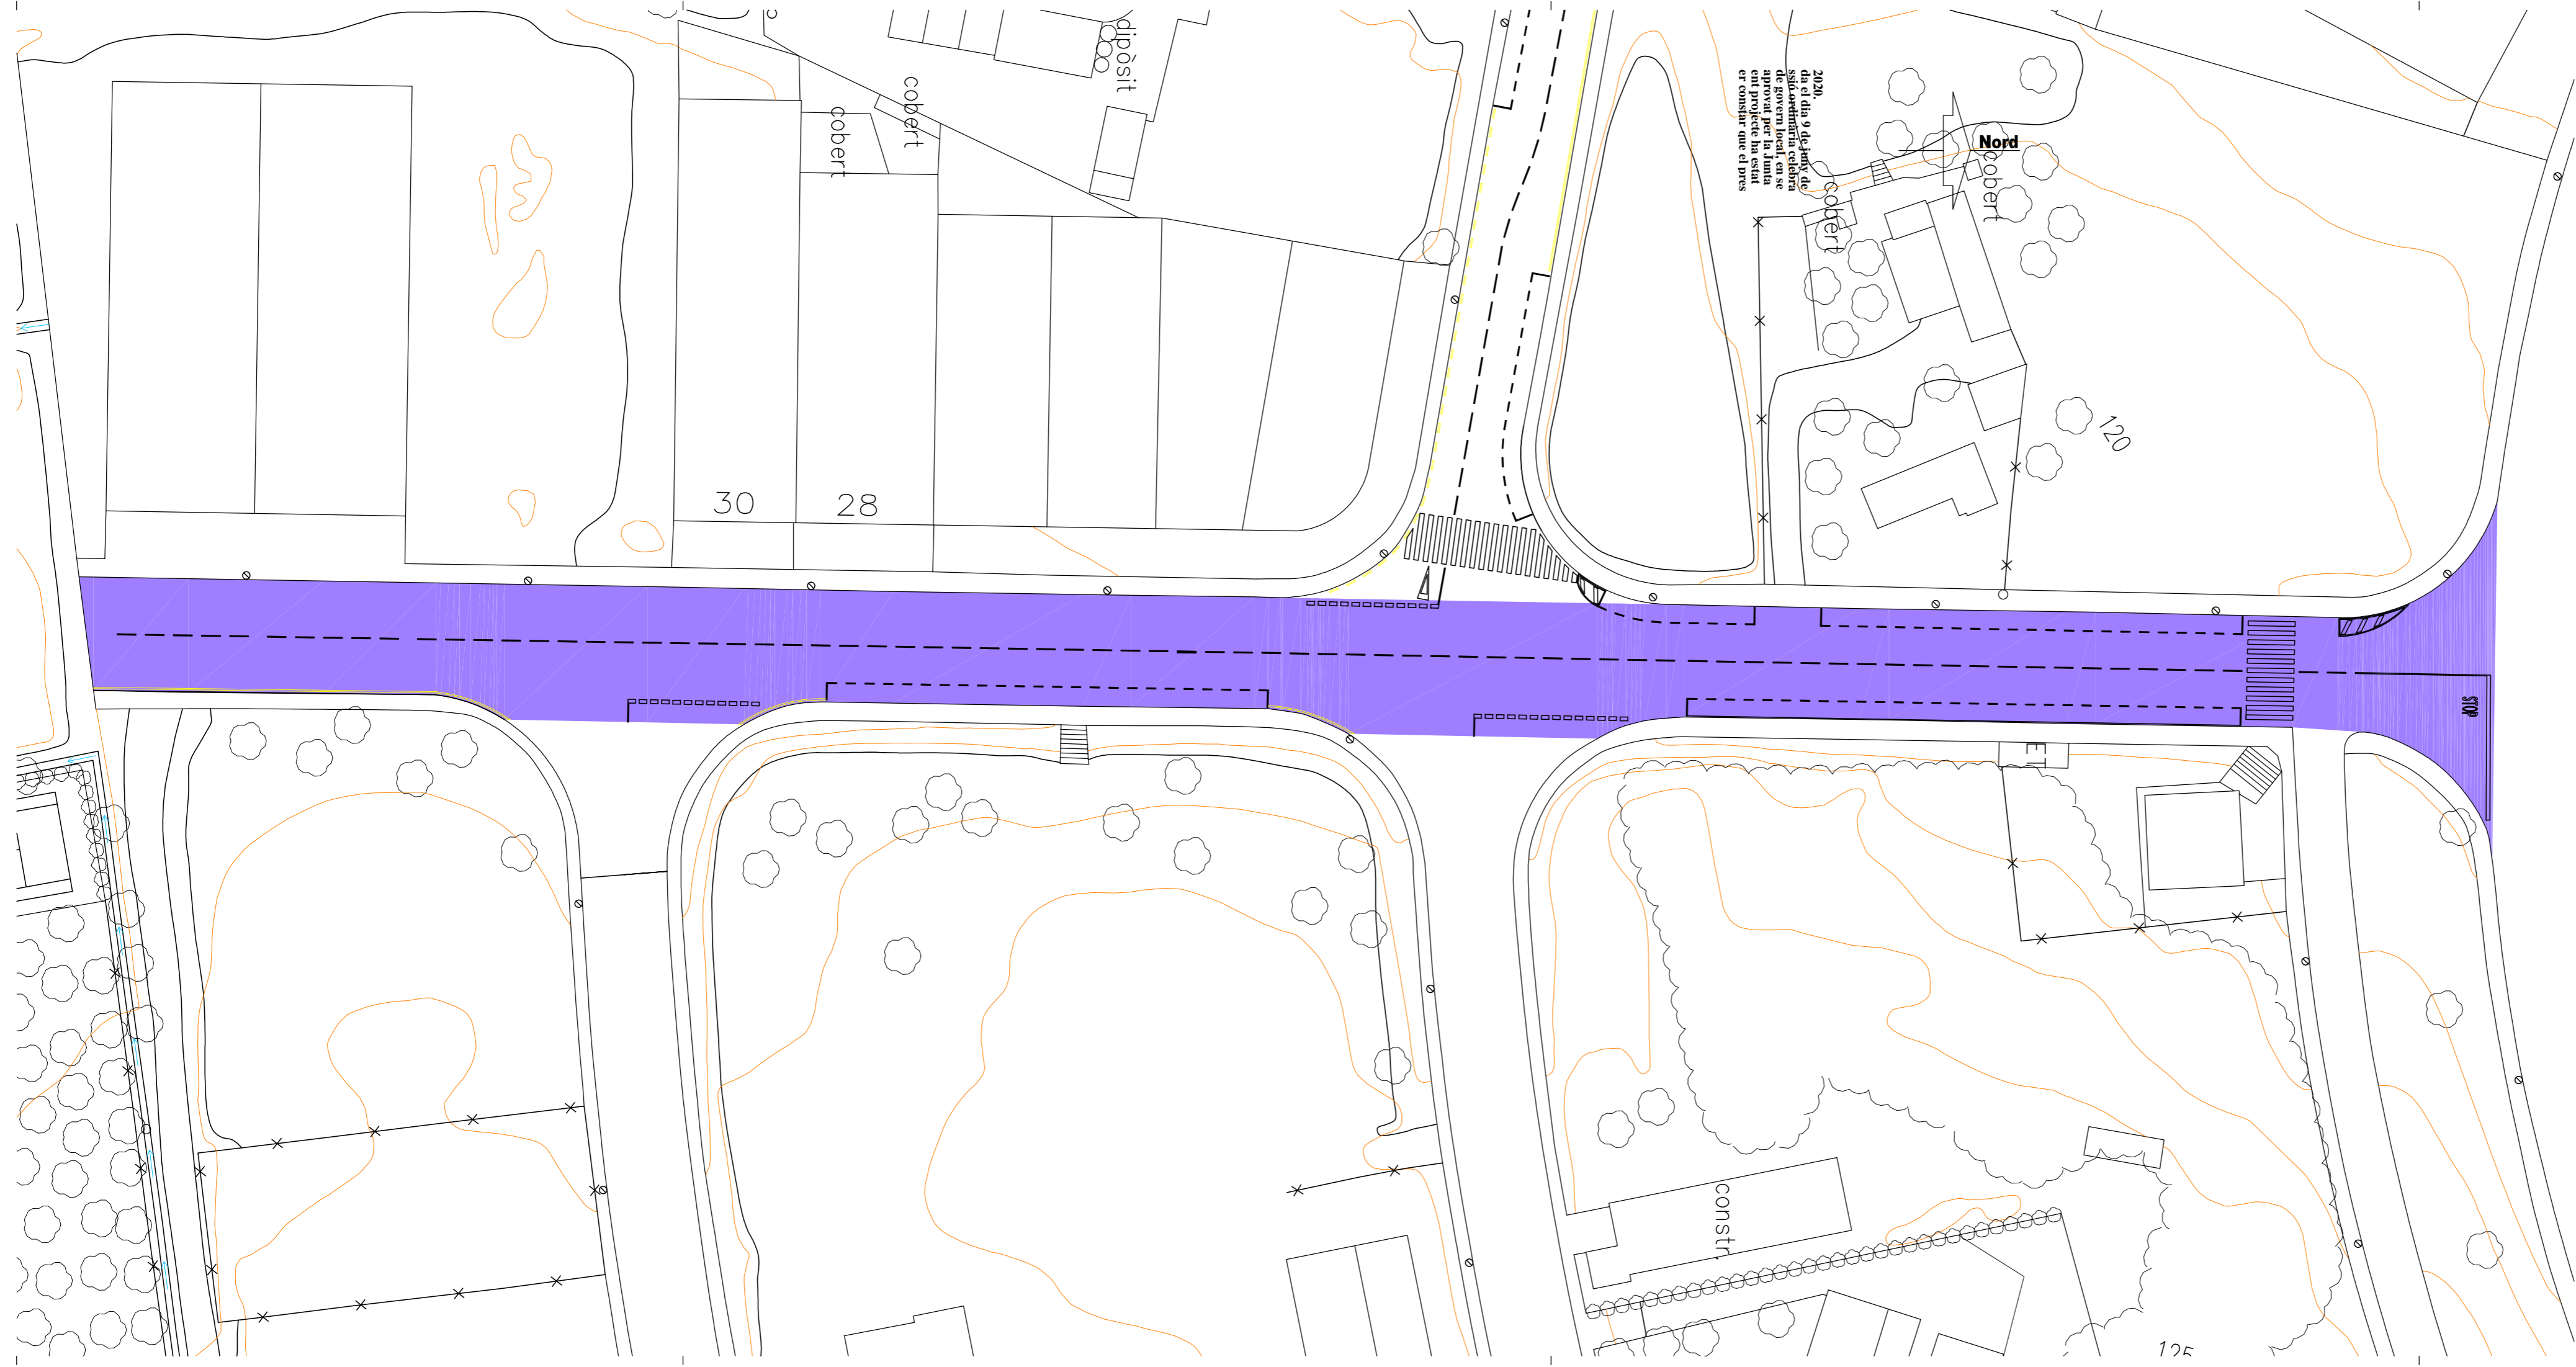 dipòsit
cobert
cobert
er constar que el pres
ent projecte ha estat
aprovat per la Junta
de govern local, en se
ssió ordinària celebra
da el dia 9 de juny de
2020.
Nord
cobert
cobert
120
30
28
STOP
ET
constr.
125